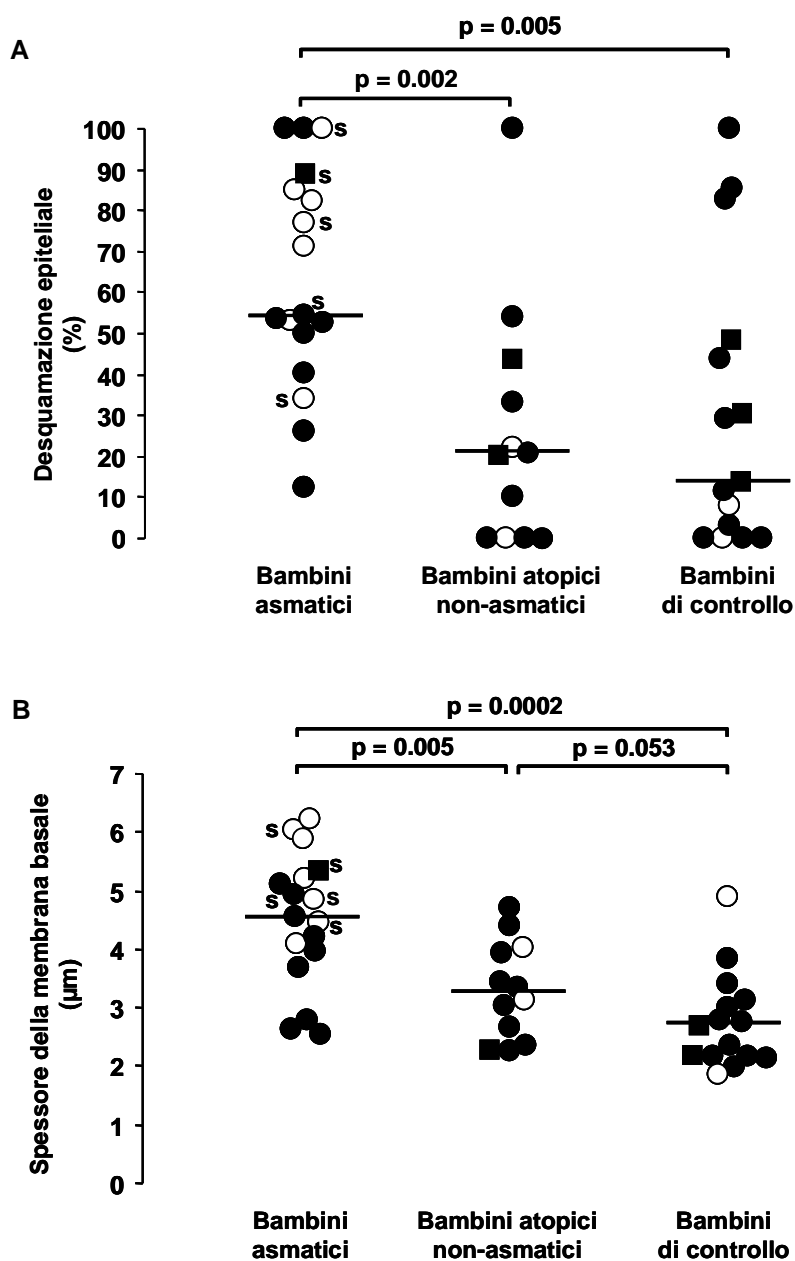 A
p = 0.005
p = 0.002
Desquamazione epiteliale
(%)
100
90
80
70
60
50
40
30
20
10
0
s
s
s
s
s
Bambini
asmatici
Bambini atopici
non-asmatici
Bambini
di controllo
B
p = 0.0002
p = 0.005
p = 0.053
Spessore della membrana basale
(µm)
7
6
5
4
3
2
1
0
s
s
s
s
s
Bambini
asmatici
Bambini atopici
non-asmatici
Bambini
di controllo